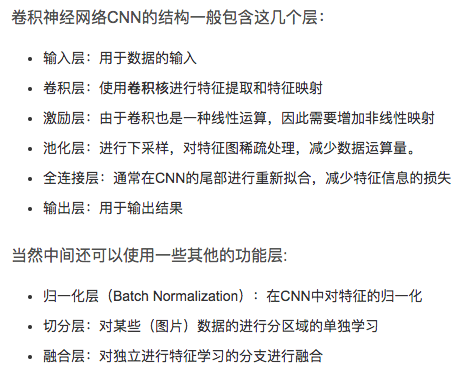 卷积神经网络CNN的结构一般包含这几个层：
输入层：用于数据的输入
卷积层：使用卷积核进行特征提取和特征映射
激励层：由于卷积也是一种线性运算，因此需要增加非线性映射
池化层：进行下采样，对特征图稀疏处理，减少数据运算量。
全连接层：通常在CNN的尾部进行重新拟合，减少特征信息的损失
输出层：用于输出结果
当然中间还可以使用一些其他的功能层:
归一化层（Batch Normalization）：在CNN中对特征的归一化
切分层：对某些（图片）数据的进行分区域的单独学习
融合层：对独立进行特征学习的分支进行融合